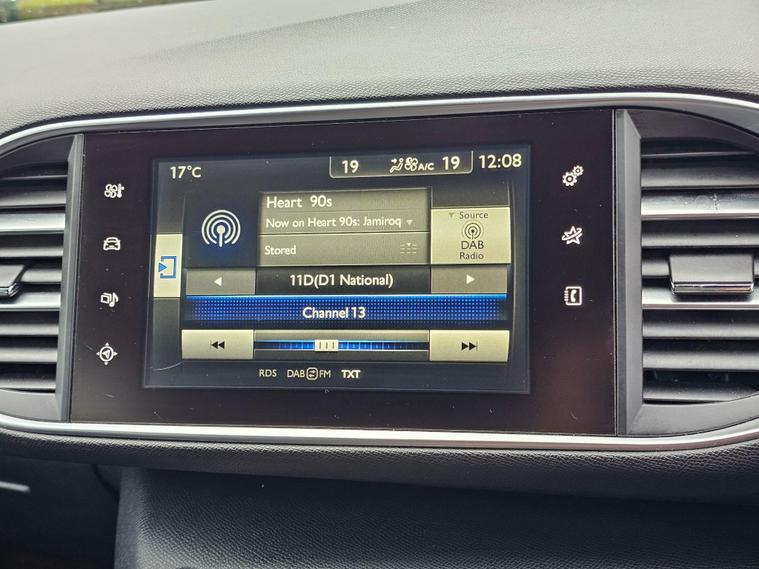 17°C
19 A/C 19
12:08
Heart 90s
Now on Heart 90s: Jamiroq
Stored
Source
DAB
Radio
11D(D1 National)
Channel 13
RDS DAB FM TXT